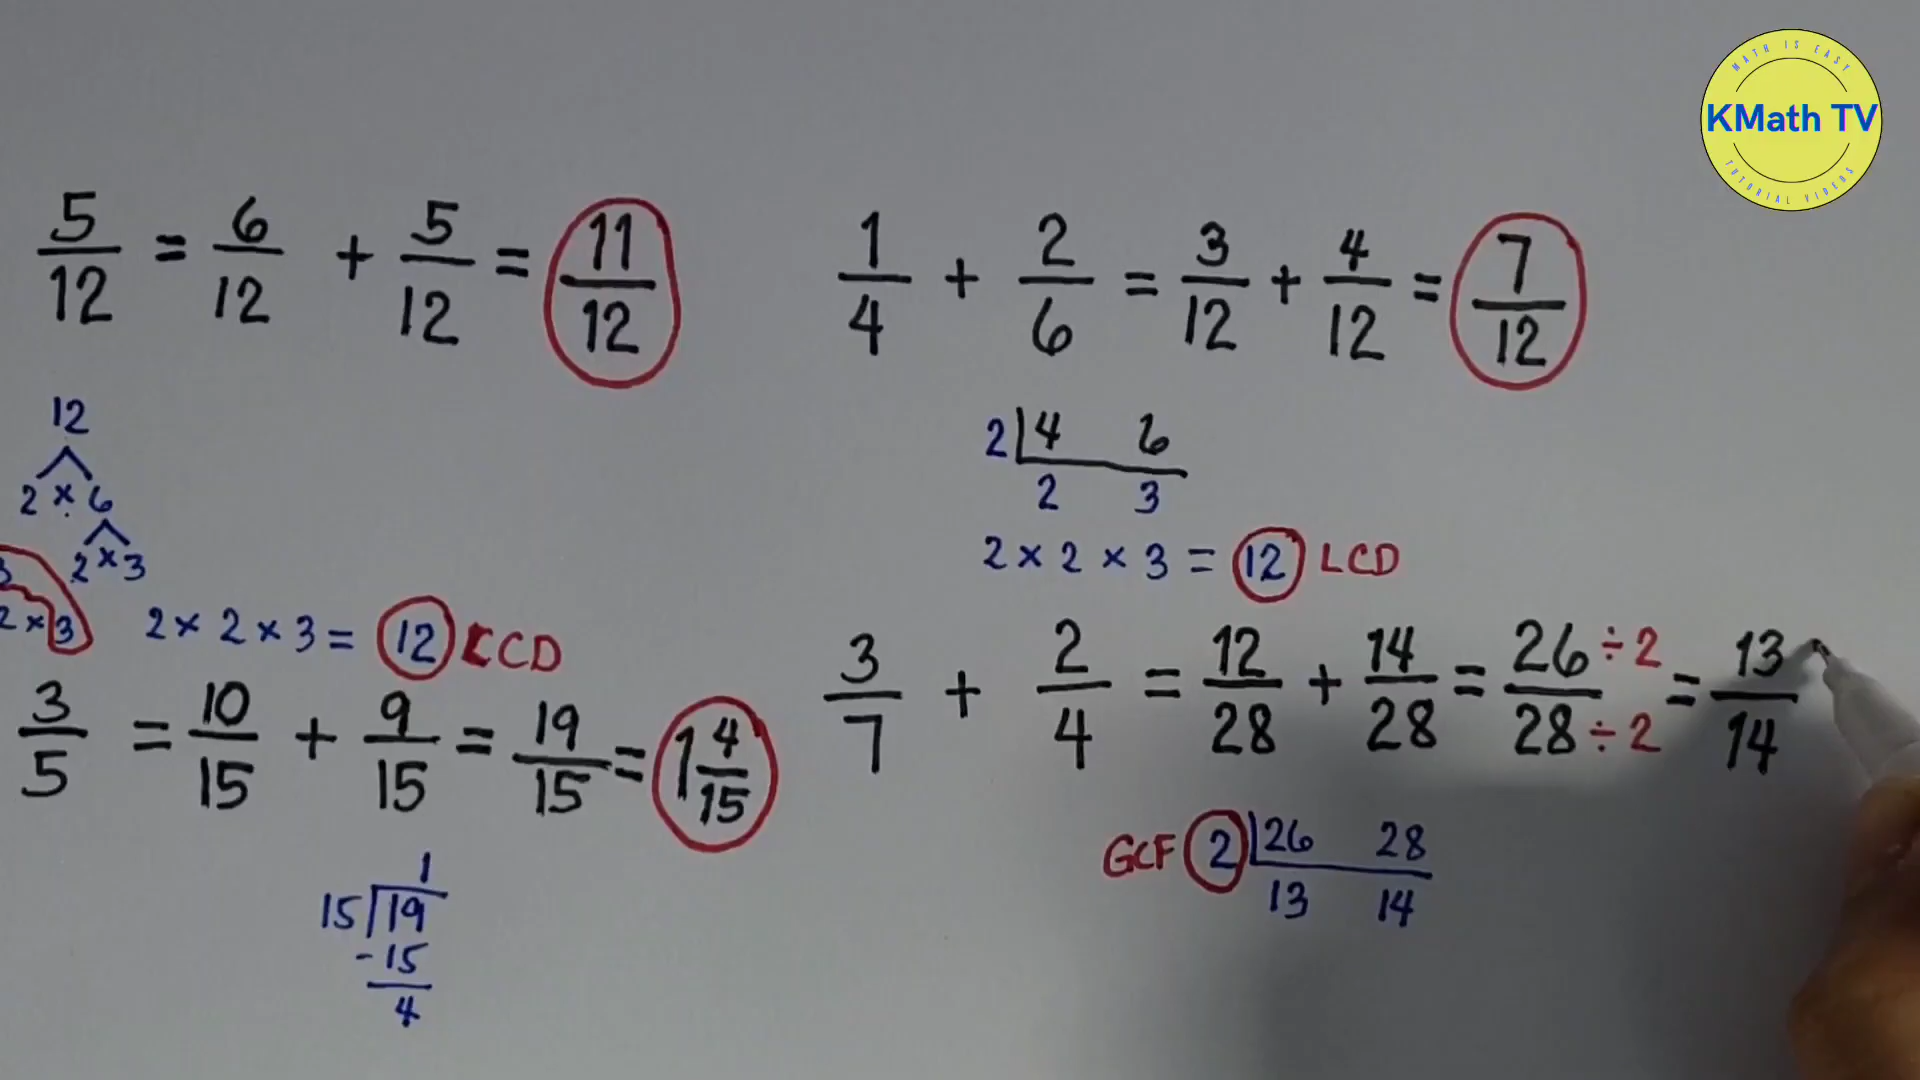 MATH IS EASY
KMath TV
TUTORIAL VIDEOS
5/12 = 6/12 + 5/12 = 11/12
1/4 + 2/6 = 3/12 + 4/12 = 7/12
12
2 × 6
2 × 3
2 × 3
2 × 2 × 3 = 12 LCD
2 4 6
2 3
2 × 2 × 3 = 12 LCD
3/5 = 10/15 + 9/15 = 19/15 = 1 4/15
3/7 + 2/4 = 12/28 + 14/28 = 26÷2/28÷2 = 13/14
1
15 19
-15
4
GCF 2 26 28
13 14